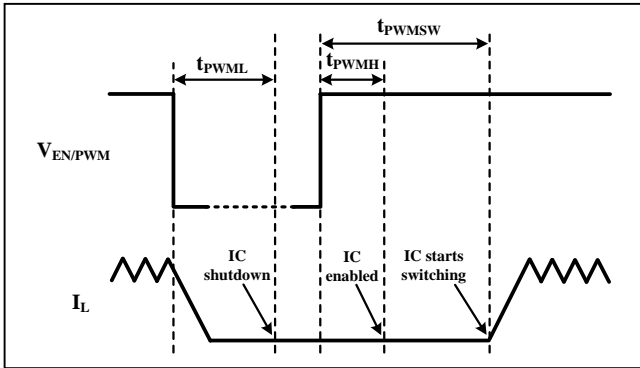 tPWMSW
tPWML
tPWMH
VEN/PWM
IC
shutdown
IC
enabled
IC starts
switching
IL